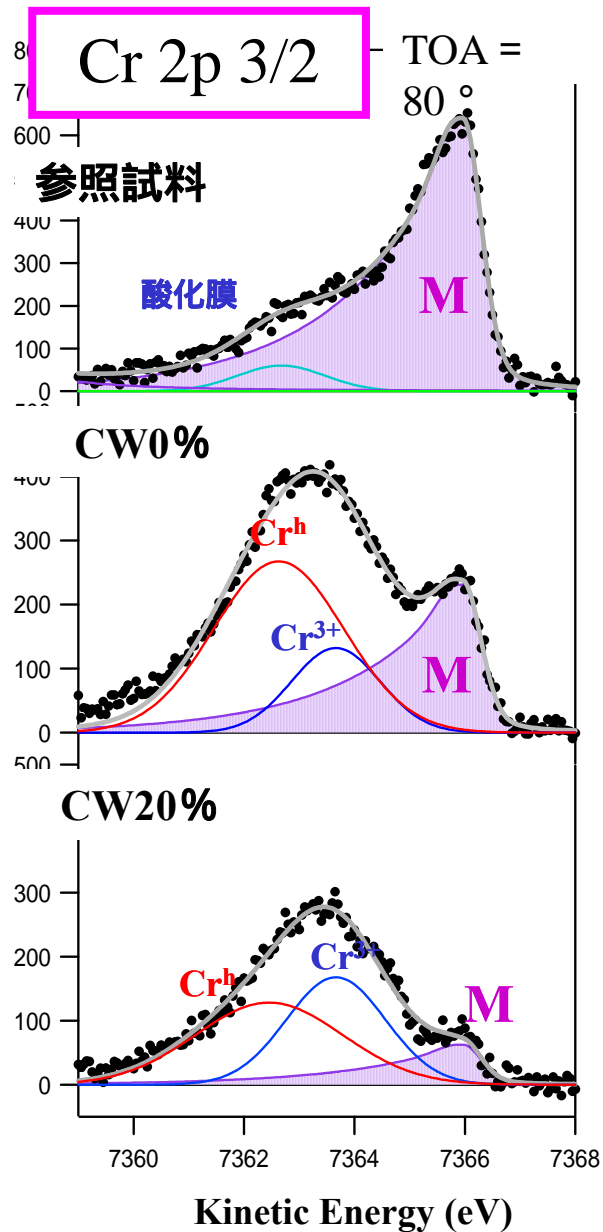 Cr 2p 3/2
TOA =
80 °
600
参照試料
400
300
酸化膜
M
200
100
0
CW0%
400
Crʰ
300
200
Cr³⁺
M
100
0
500
CW20%
300
200
Cr³⁺
Crʰ
M
100
0
7360 7362 7364 7366 7368
Kinetic Energy (eV)